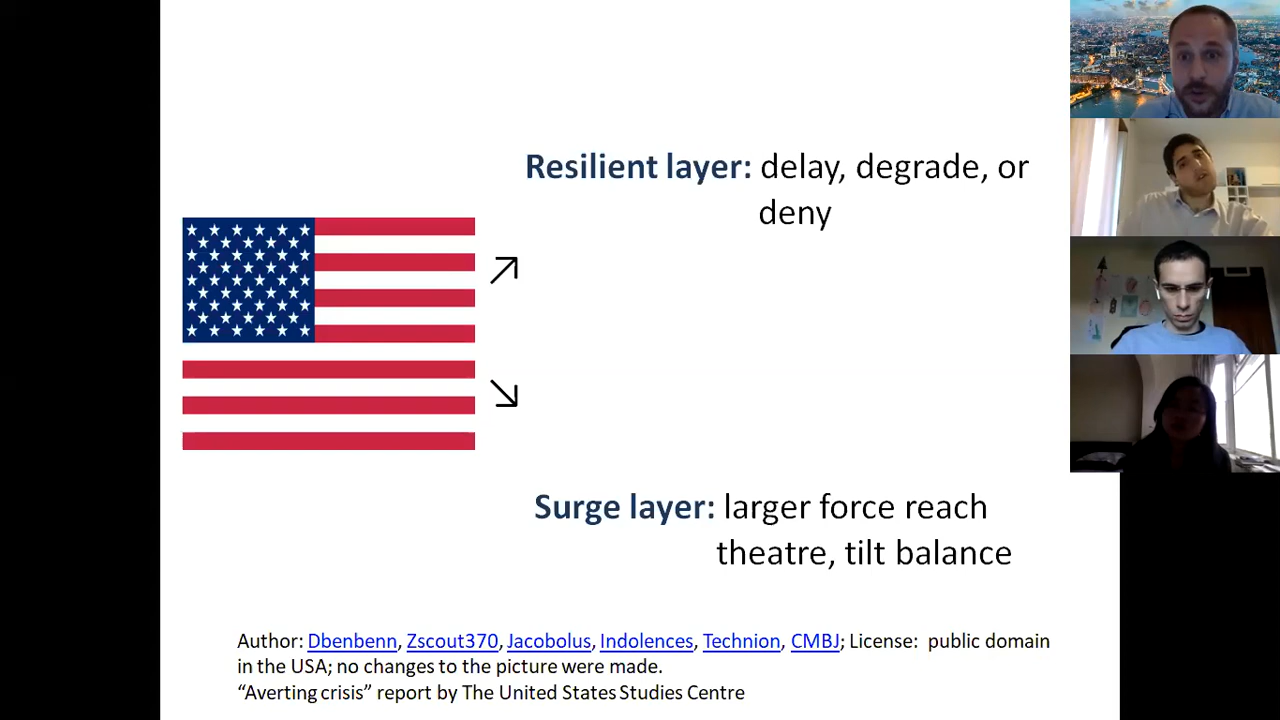 Resilient layer: delay, degrade, or
deny
Surge layer: larger force reach
theatre, tilt balance
Author: Dbenbenn, Zscout370, Jacobolus, Indolences, Technion, CMBJ; License:  public domain
in the USA; no changes to the picture were made.
“Averting crisis” report by The United States Studies Centre